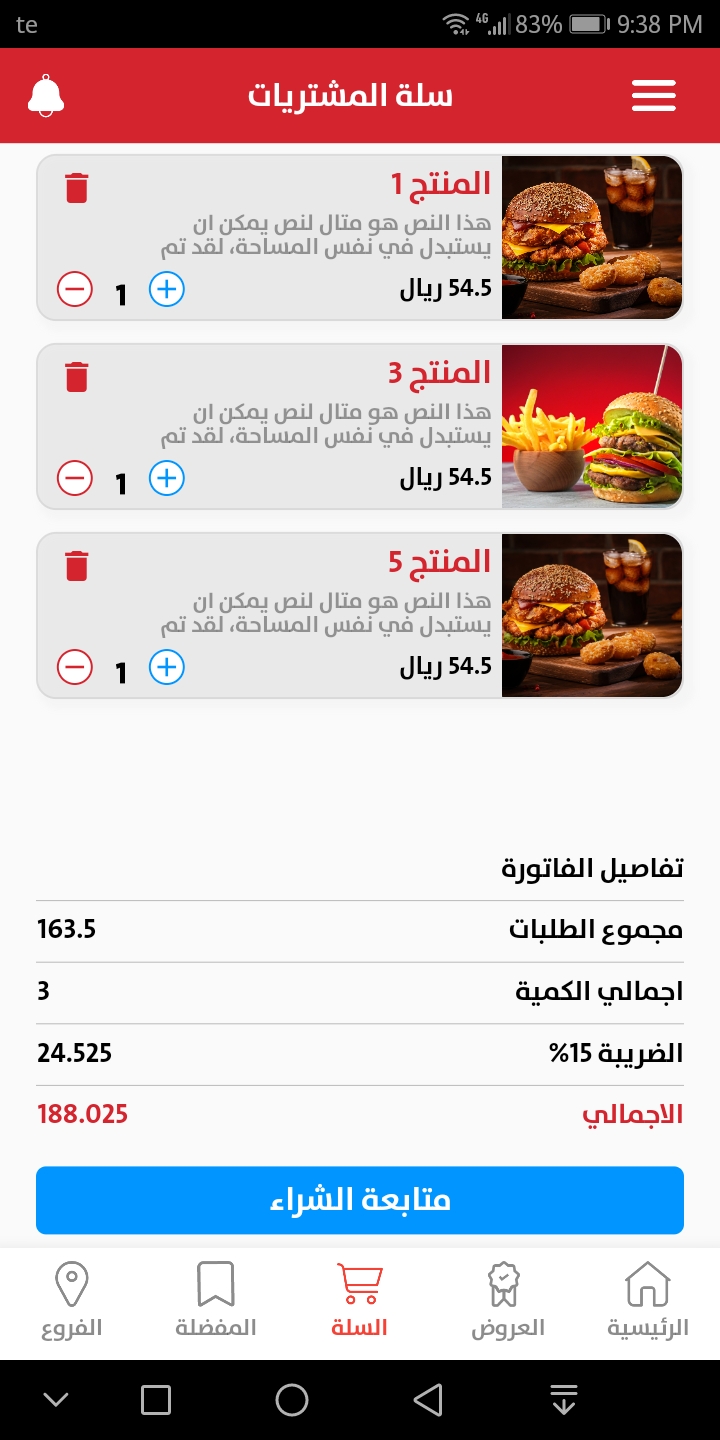 te
4G 83% 9:38 PM
سلة المشتريات
المنتج 1
هذا النص هو مثال لنص يمكن ان
يستبدل في نفس المساحة، لقد تم
54.5 ريال
1
المنتج 3
هذا النص هو مثال لنص يمكن ان
يستبدل في نفس المساحة، لقد تم
54.5 ريال
1
المنتج 5
هذا النص هو مثال لنص يمكن ان
يستبدل في نفس المساحة، لقد تم
54.5 ريال
1
تفاصيل الفاتورة
مجموع الطلبات 163.5
اجمالي الكمية 3
الضريبة 15% 24.525
الاجمالي 188.025
متابعة الشراء
الرئيسية العروض السلة المفضلة الفروع